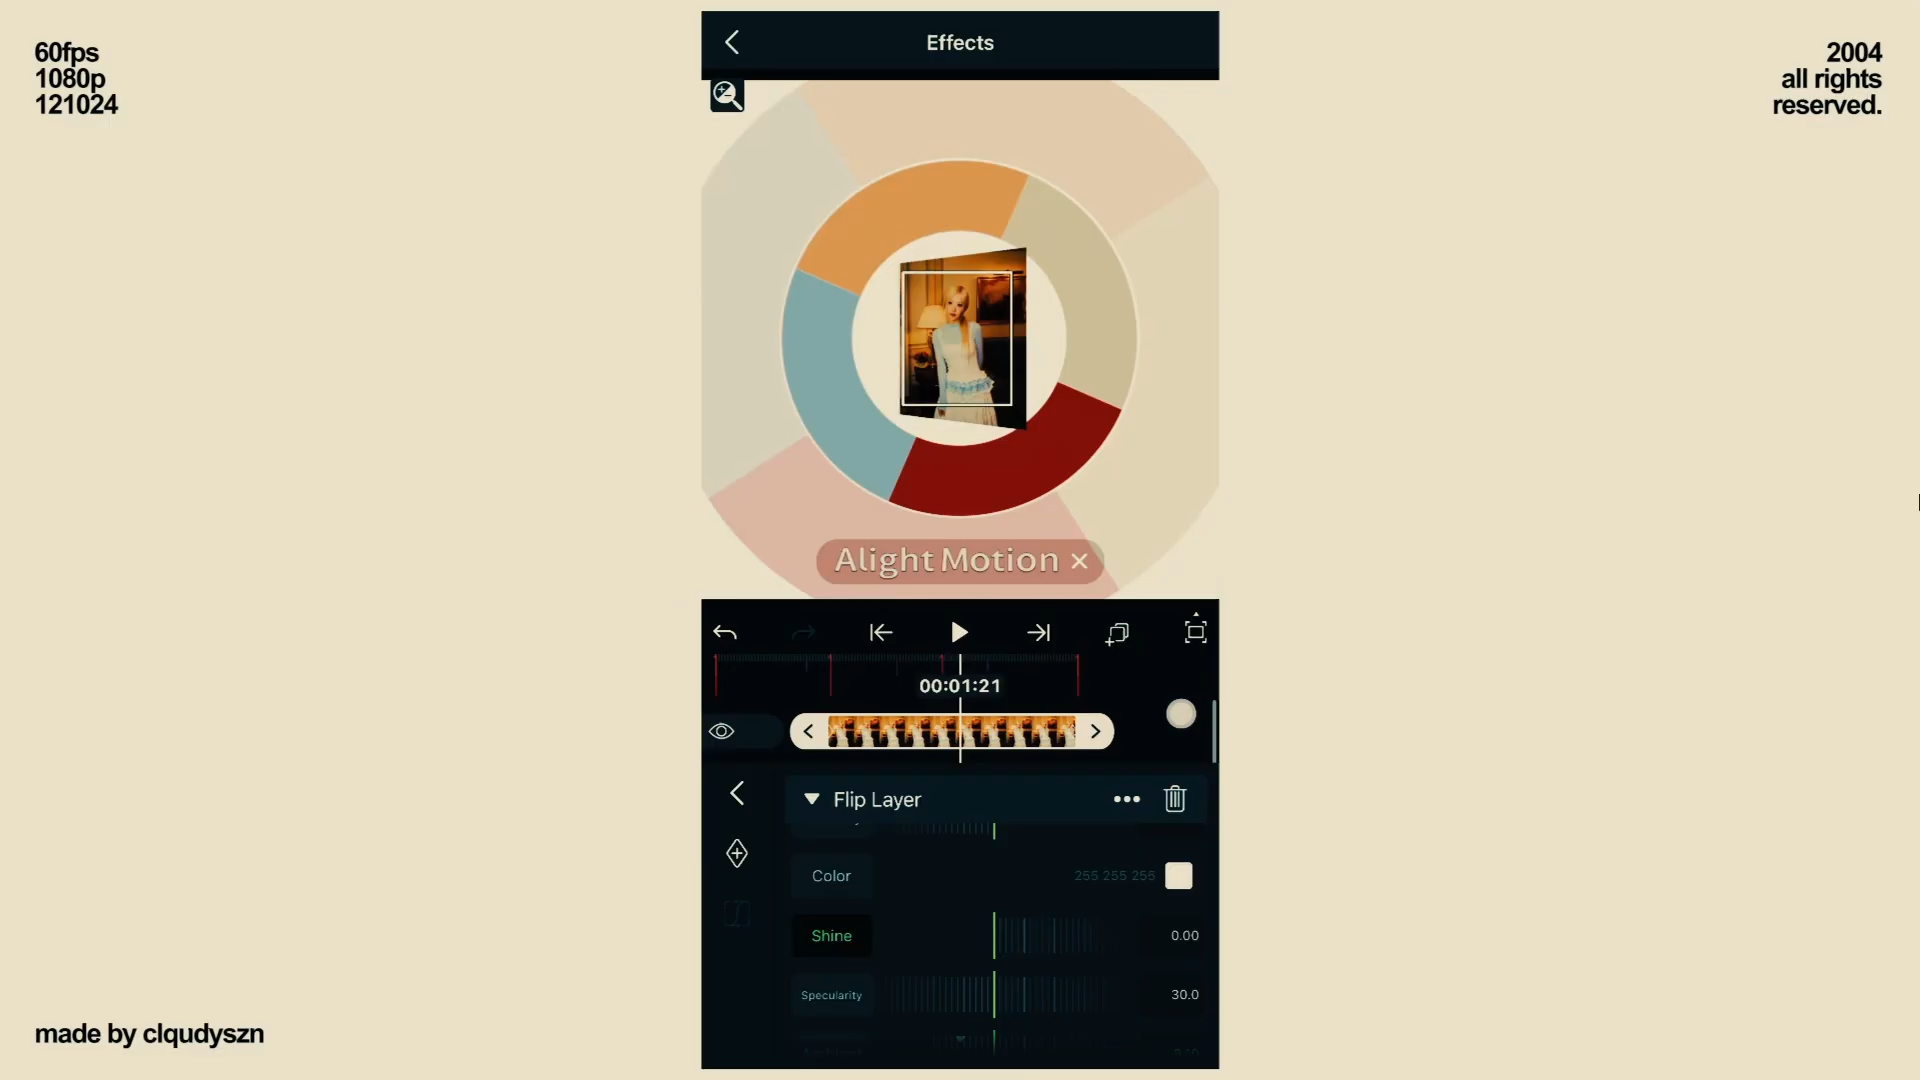 60fps
1080p
121024
2004
all rights
reserved.
Effects
Alight Motion ×
00:01:21
Flip Layer
Color
255 255 255
Shine
0.00
Specularity
30.0
made by clqudyszn